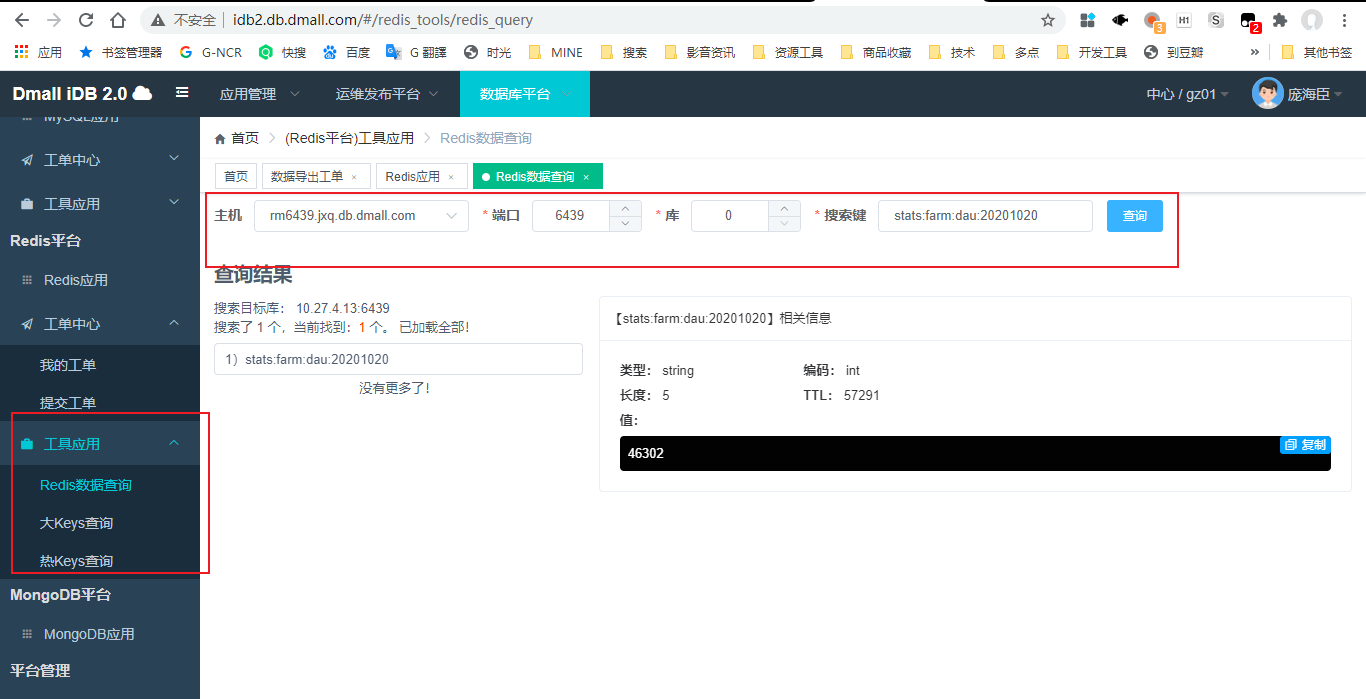 不安全 idb2.db.dmall.com/#/redis_tools/redis_query
应用 书签管理器 G-NCR 快搜 百度 G 翻譯 时光 MINE 搜索 影音资讯 资源工具 商品收藏 技术 多点 开发工具 到豆瓣 » 其他书签
Dmall iDB 2.0 应用管理 运维发布平台 数据库平台 中心 / gz01 庞海臣
MySQL应用
工单中心
工具应用
Redis平台
Redis应用
工单中心
我的工单
提交工单
工具应用
Redis数据查询
大Keys查询
热Keys查询
MongoDB平台
MongoDB应用
平台管理
首页 > (Redis平台)工具应用 > Redis数据查询
首页 数据导出工单 × Redis应用 × Redis数据查询 ×
主机 rm6439.jxq.db.dmall.com * 端口 6439 * 库 0 * 搜索键 stats:farm:dau:20201020 查询
查询结果
搜索目标库： 10.27.4.13:6439
搜索了 1 个，当前找到：1 个。 已加载全部!
1）stats:farm:dau:20201020
没有更多了!
【stats:farm:dau:20201020】相关信息
类型： string 编码： int
长度： 5 TTL： 57291
值：
46302 复制